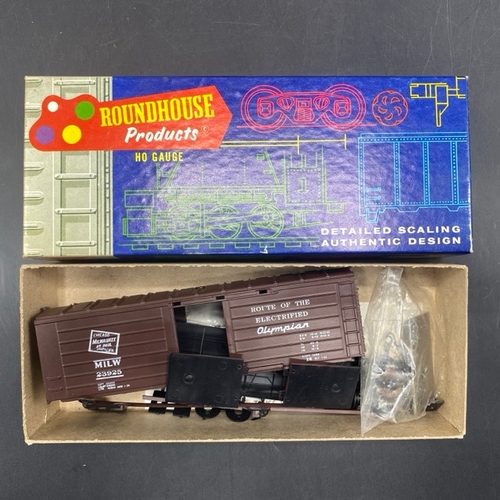 ROUNDHOUSE
Products
HO GAUGE
DETAILED SCALING
AUTHENTIC DESIGN
CHICAGO
MILWAUKEE
ST. PAUL
MILW
23925
ROUTE OF THE
ELECTRIFIED
Olympian